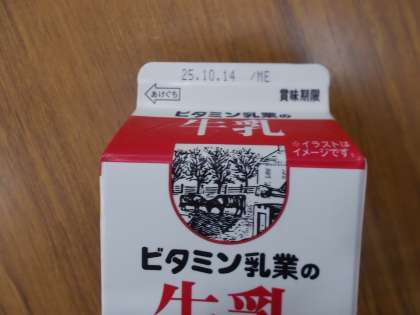 25.10.14 /ME
あけぐち
賞味期限
ビタミン乳業の
牛乳
※イラストは
イメージです。
ビタミン乳業の
牛乳